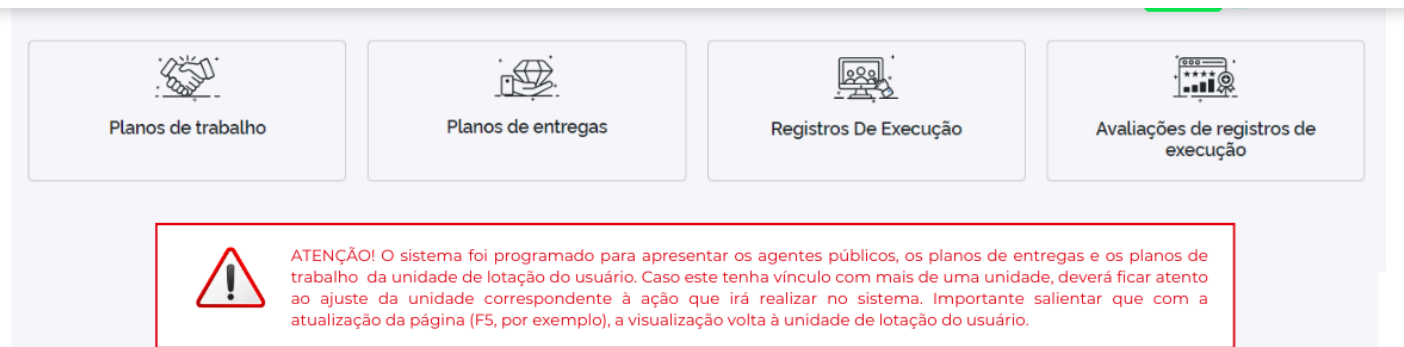 Planos de trabalho
Planos de entregas
Registros De Execução
Avaliações de registros de
execução
ATENÇÃO! O sistema foi programado para apresentar os agentes públicos, os planos de entregas e os planos de
trabalho da unidade de lotação do usuário. Caso este tenha vínculo com mais de uma unidade, deverá ficar atento
ao ajuste da unidade correspondente à ação que irá realizar no sistema. Importante salientar que com a
atualização da página (F5, por exemplo), a visualização volta à unidade de lotação do usuário.